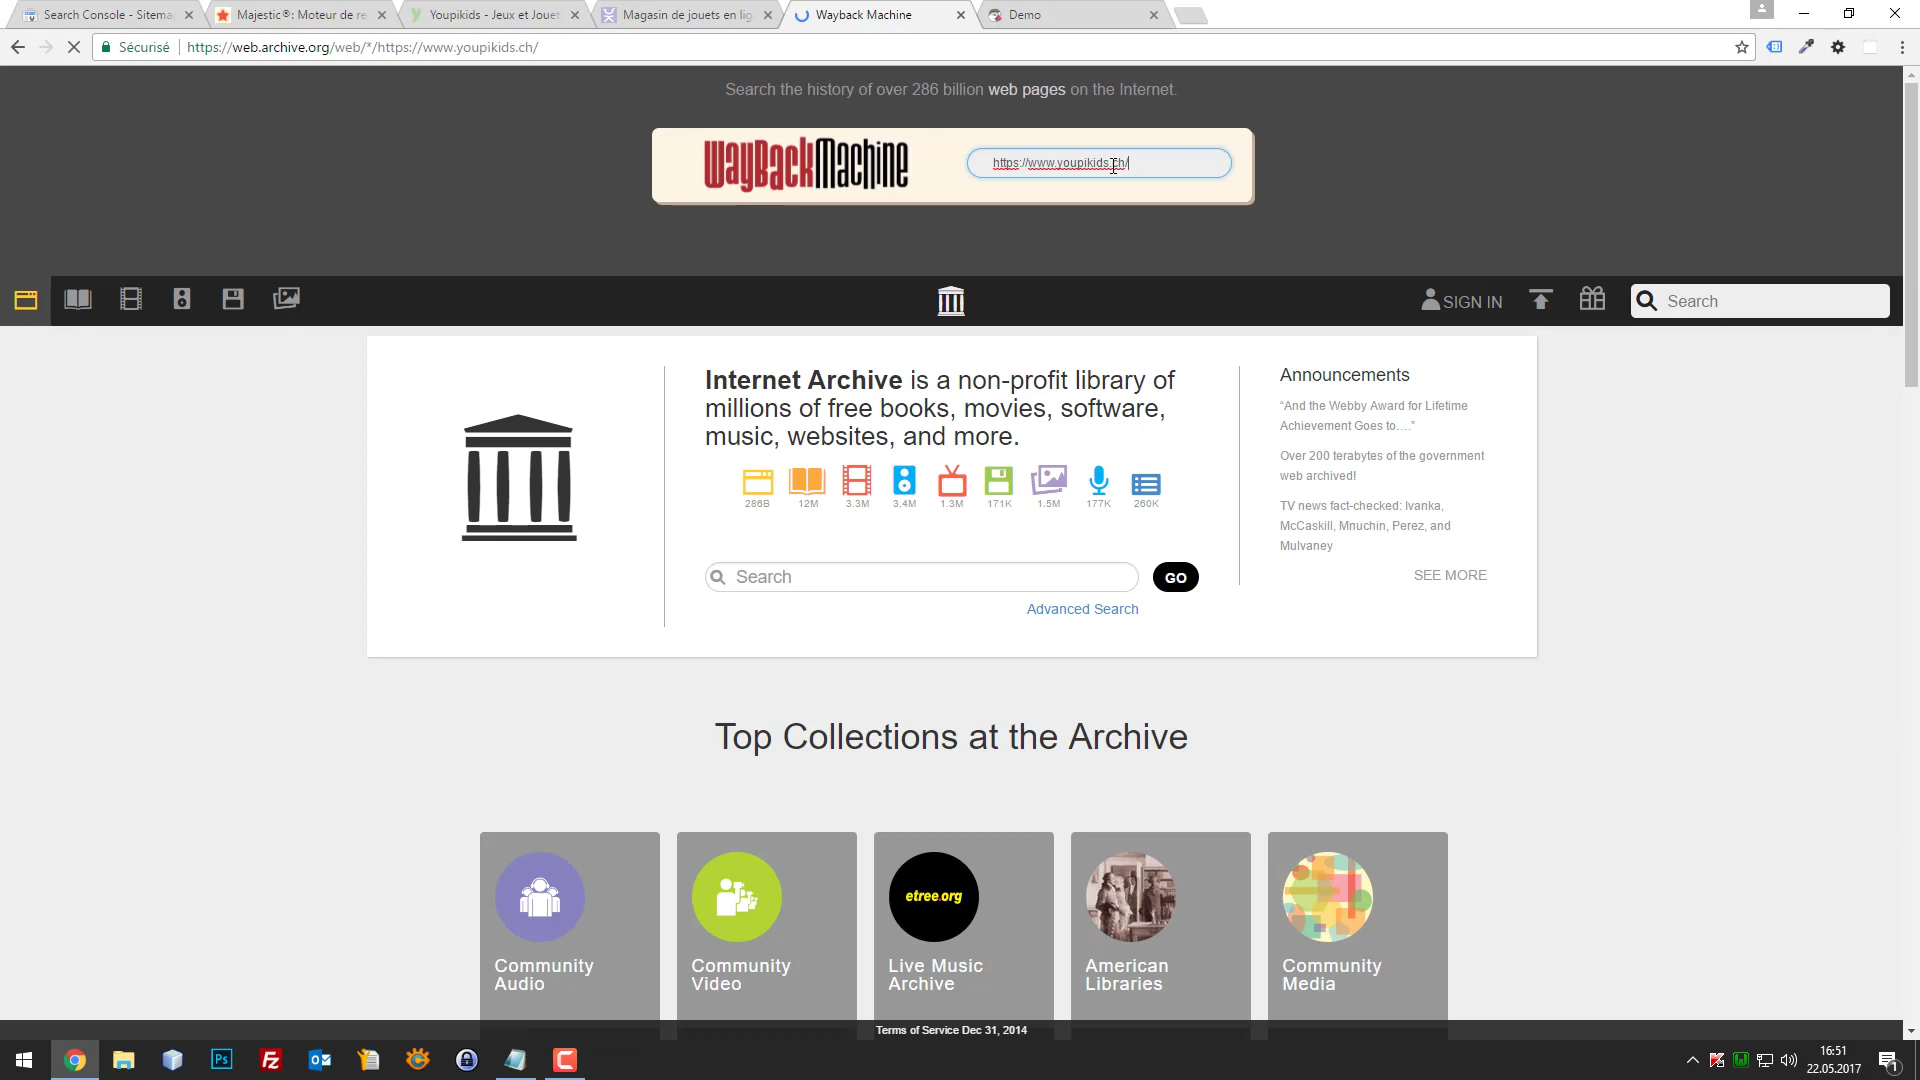 Search Console - Sitemap
Majestic®: Moteur de re
Youpikids - Jeux et Jouet
Magasin de jouets en lig
Wayback Machine
Demo
Sécurisé
https://web.archive.org/web/*/https://www.youpikids.ch/
Search the history of over 286 billion web pages on the Internet.
WayBackMachine
https://www.youpikids.ch/
SIGN IN
Search
Internet Archive is a non-profit library of
millions of free books, movies, software,
music, websites, and more.
286B 12M 3.3M 3.4M 1.3M 171K 1.5M 177K 260K
Search
GO
Advanced Search
Announcements
“And the Webby Award for Lifetime
Achievement Goes to….”
Over 200 terabytes of the government
web archived!
TV news fact-checked: Ivanka,
McCaskill, Mnuchin, Perez, and
Mulvaney
SEE MORE
Top Collections at the Archive
Community
Audio
Community
Video
etree.org
Live Music
Archive
American
Libraries
Community
Media
Terms of Service Dec 31, 2014
Ps
Fz
16:51
22.05.2017
1